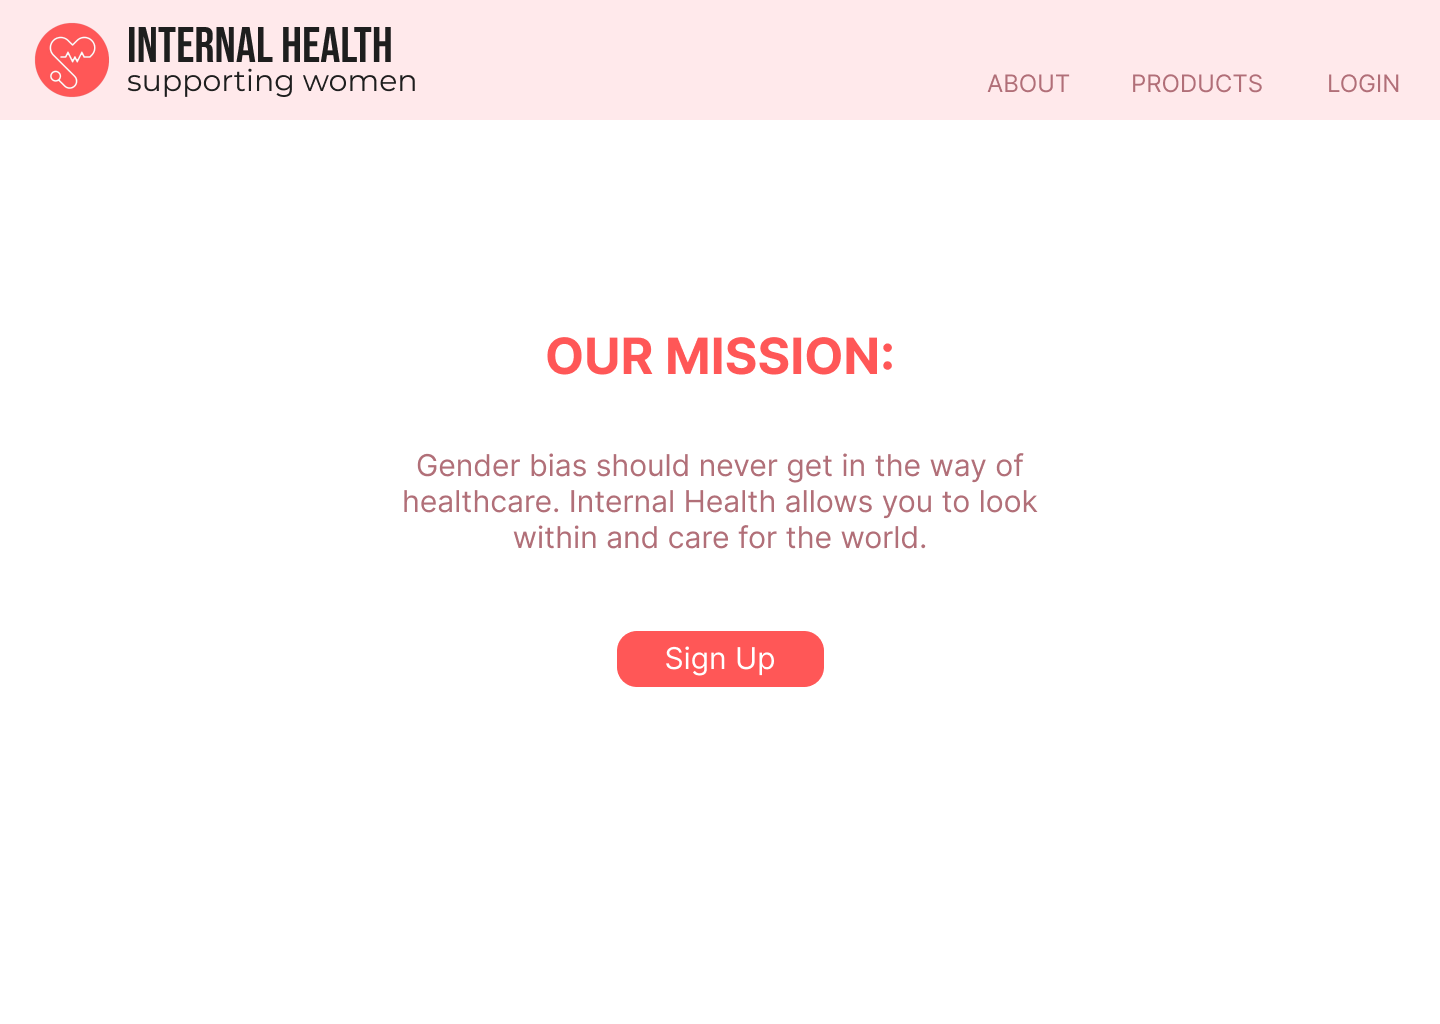 INTERNAL HEALTH
supporting women
ABOUT PRODUCTS LOGIN
OUR MISSION:
Gender bias should never get in the way of
healthcare. Internal Health allows you to look
within and care for the world.
Sign Up